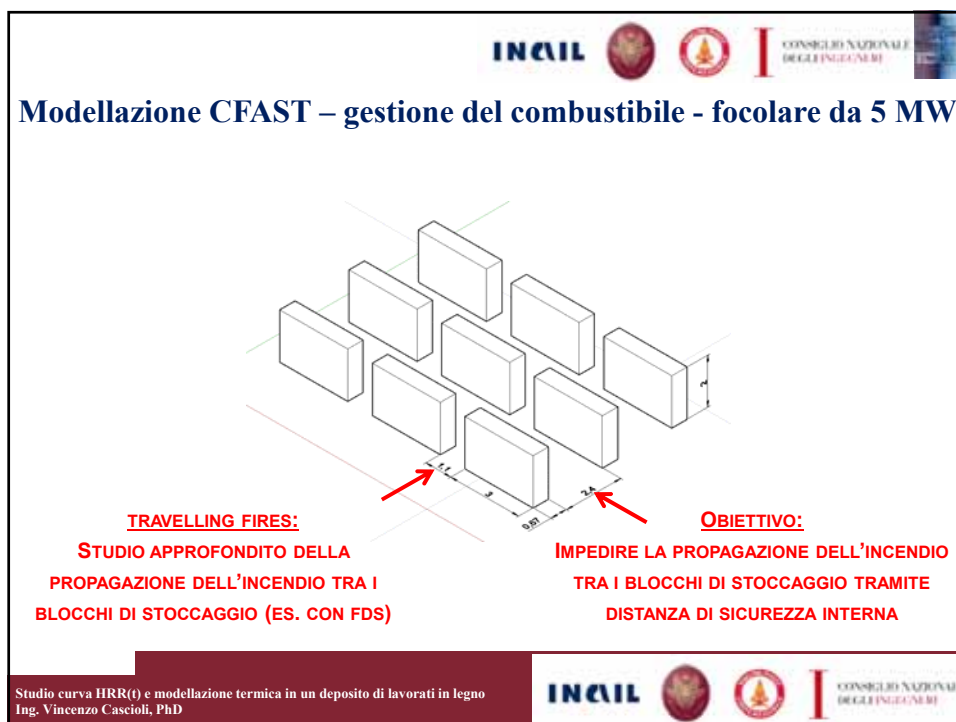 INAIL
CONSIGLIO NAZIONALE
DEGLI INGEGNERI
Modellazione CFAST – gestione del combustibile - focolare da 5 MW
2
1.1
3
0.67
2.4
TRAVELLING FIRES:
STUDIO APPROFONDITO DELLA
PROPAGAZIONE DELL'INCENDIO TRA I
BLOCCHI DI STOCCAGGIO (ES. CON FDS)
OBIETTIVO:
IMPEDIRE LA PROPAGAZIONE DELL'INCENDIO
TRA I BLOCCHI DI STOCCAGGIO TRAMITE
DISTANZA DI SICUREZZA INTERNA
Studio curva HRR(t) e modellazione termica in un deposito di lavorati in legno
Ing. Vincenzo Cascioli, PhD
INAIL
CONSIGLIO NAZIONALE
DEGLI INGEGNERI